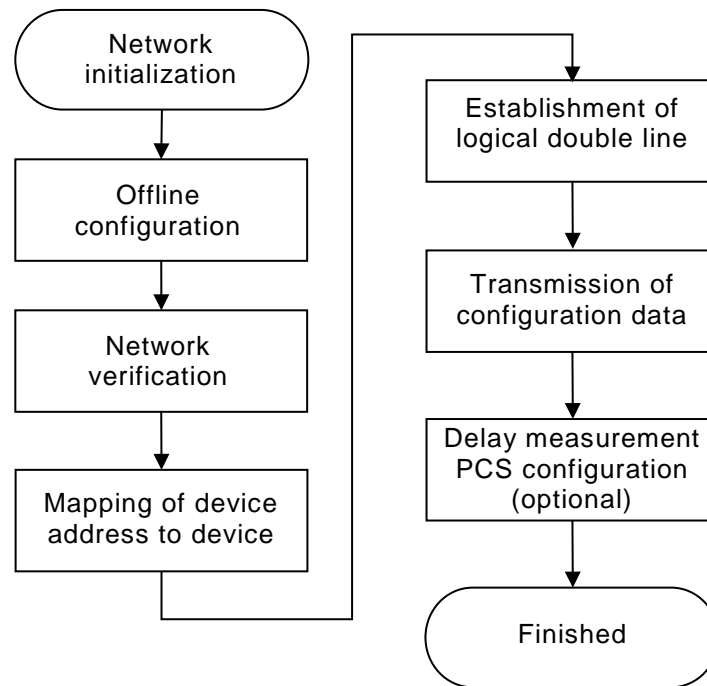 Network
initialization
Offline
configuration
Network
verification
Mapping of device
address to device
Establishment of
logical double line
Transmission of
configuration data
Delay measurement
PCS configuration
(optional)
Finished